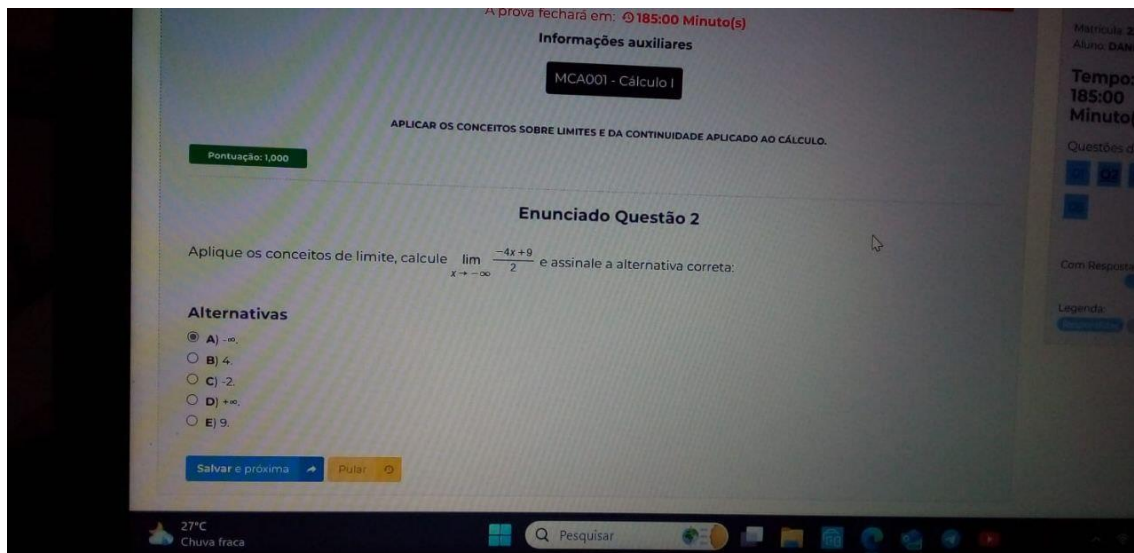 A prova fechará em: 185:00 Minuto(s)
Informações auxiliares
MCA001 - Cálculo I
APLICAR OS CONCEITOS SOBRE LIMITES E DA CONTINUIDADE APLICADO AO CÁLCULO.
Pontuação: 1,000
Enunciado Questão 2
Aplique os conceitos de limite, calcule lim x→-∞ (-4x+9)/2 e assinale a alternativa correta:
Alternativas
A) -∞.
B) 4.
C) -2.
D) +∞.
E) 9.
Salvar e próxima
Pular
Matrícula: 2
Aluno: DAN
Tempo:
185:00
Minuto(
Questões d
Q2
Com Resposta
Legenda:
27°C
Chuva fraca
Pesquisar